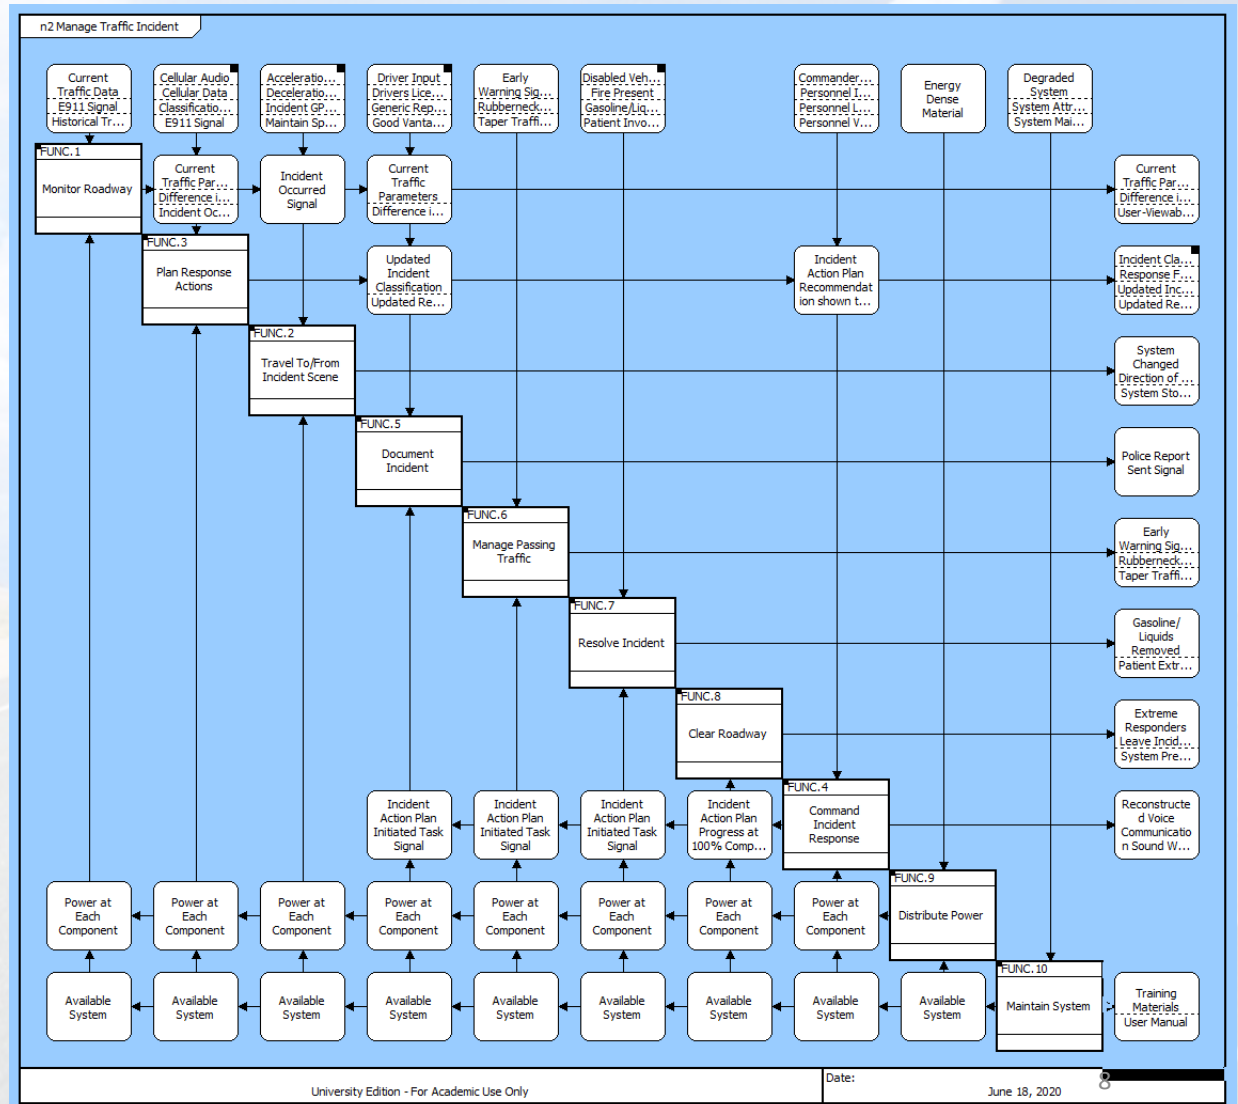 n2 Manage Traffic Incident
Current
Traffic Data
E911 Signal
Historical Tr...
Cellular Audio
Cellular Data
Classificatio...
E911 Signal
Acceleratio...
Deceleratio...
Incident GP...
Maintain Sp...
Driver Input
Drivers Lice...
Generic Rep...
Good Vanta...
Early
Warning Sig...
Rubberneck...
Taper Traffi...
Disabled Veh...
Fire Present
Gasoline/Liq...
Patient Invo...
Commander...
Personnel I...
Personnel L...
Personnel V...
Energy
Dense
Material
Degraded
System
System Attr...
System Mai...
FUNC.1
Monitor Roadway
Current
Traffic Par...
Difference i...
Incident Oc...
Incident
Occurred
Signal
Current
Traffic
Parameters
Difference i...
Current
Traffic Par...
Difference i...
User-Viewab...
FUNC.3
Plan Response
Actions
Updated
Incident
Classification
Updated Re...
Incident
Action Plan
Recommendat
ion shown t...
Incident Cla...
Response F...
Updated Inc...
Updated Re...
FUNC.2
Travel To/From
Incident Scene
System
Changed
Direction of ...
System Sto...
FUNC.5
Document
Incident
Police Report
Sent Signal
FUNC.6
Manage Passing
Traffic
Early
Warning Sig...
Rubberneck...
Taper Traffi...
FUNC.7
Resolve Incident
Gasoline/
Liquids
Removed
Patient Extr...
FUNC.8
Clear Roadway
Extreme
Responders
Leave Incid...
System Pre...
Incident
Action Plan
Initiated Task
Signal
Incident
Action Plan
Initiated Task
Signal
Incident
Action Plan
Initiated Task
Signal
Incident
Action Plan
Progress at
100% Comp...
FUNC.4
Command
Incident
Response
Reconstructe
d Voice
Communicatio
n Sound W...
Power at
Each
Component
Power at
Each
Component
Power at
Each
Component
Power at
Each
Component
Power at
Each
Component
Power at
Each
Component
Power at
Each
Component
Power at
Each
Component
FUNC.9
Distribute Power
Available
System
Available
System
Available
System
Available
System
Available
System
Available
System
Available
System
Available
System
Available
System
FUNC.10
Maintain System
Training
Materials
User Manual
University Edition - For Academic Use Only
Date:
June 18, 2020
8